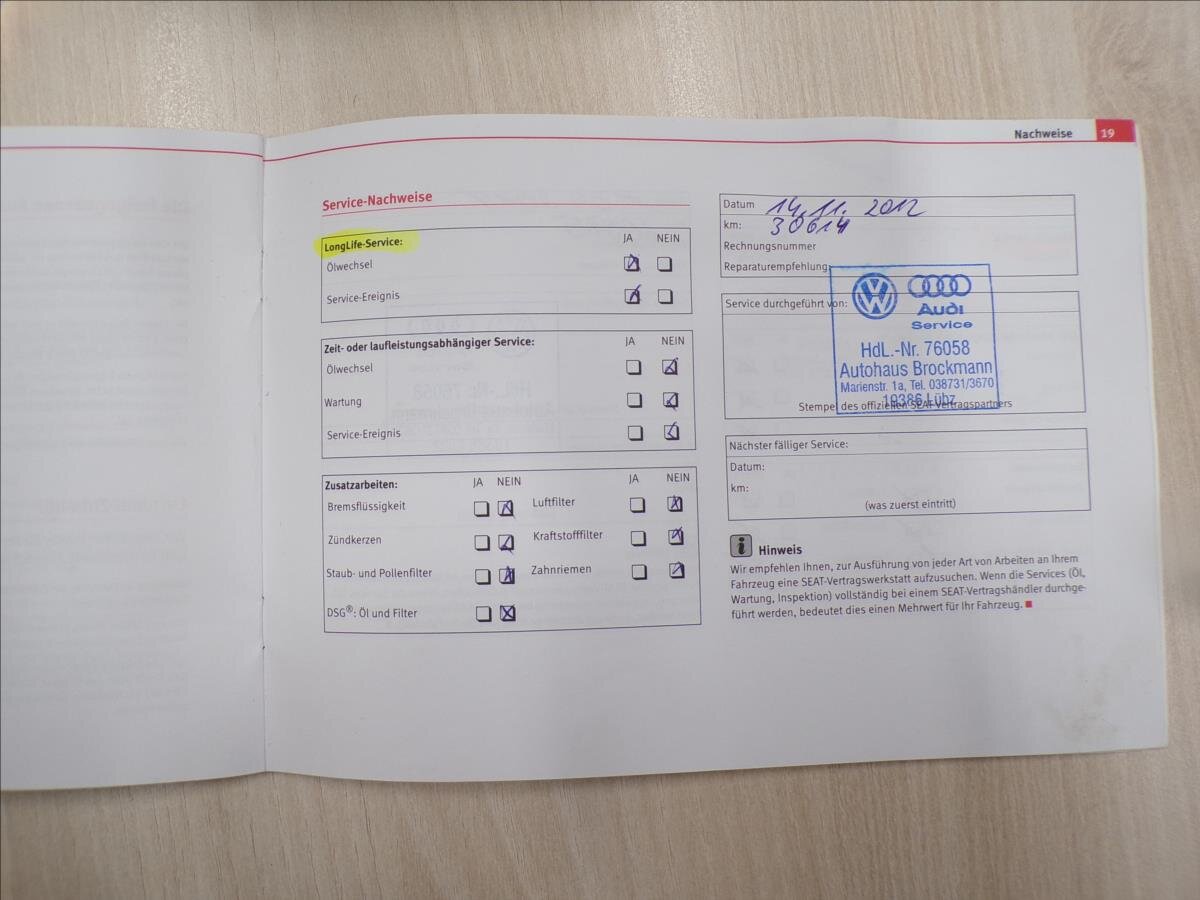 Nachweise 19
Service-Nachweise
LongLife-Service: JA NEIN
Ölwechsel
Service-Ereignis
Zeit- oder laufleistungsabhängiger Service: JA NEIN
Ölwechsel
Wartung
Service-Ereignis
Zusatzarbeiten: JA NEIN JA NEIN
Bremsflüssigkeit Luftfilter
Zündkerzen Kraftstofffilter
Staub- und Pollenfilter Zahnriemen
DSG®: Öl und Filter
Datum 14.11.2012
km: 30614
Rechnungsnummer
Reparaturempfehlung:
Service durchgeführt von:
Audi
Service
HdL.-Nr. 76058
Autohaus Brockmann
Marienstr. 1a, Tel. 038731/3670
19386 Lübz
Stempel des offiziellen SEAT Vertragspartners
Nächster fälliger Service:
Datum:
km:
(was zuerst eintritt)
Hinweis
Wir empfehlen Ihnen, zur Ausführung von jeder Art von Arbeiten an Ihrem
Fahrzeug eine SEAT-Vertragswerkstatt aufzusuchen. Wenn die Services (Öl,
Wartung, Inspektion) vollständig bei einem SEAT-Vertragshändler durchge-
führt werden, bedeutet dies einen Mehrwert für Ihr Fahrzeug.